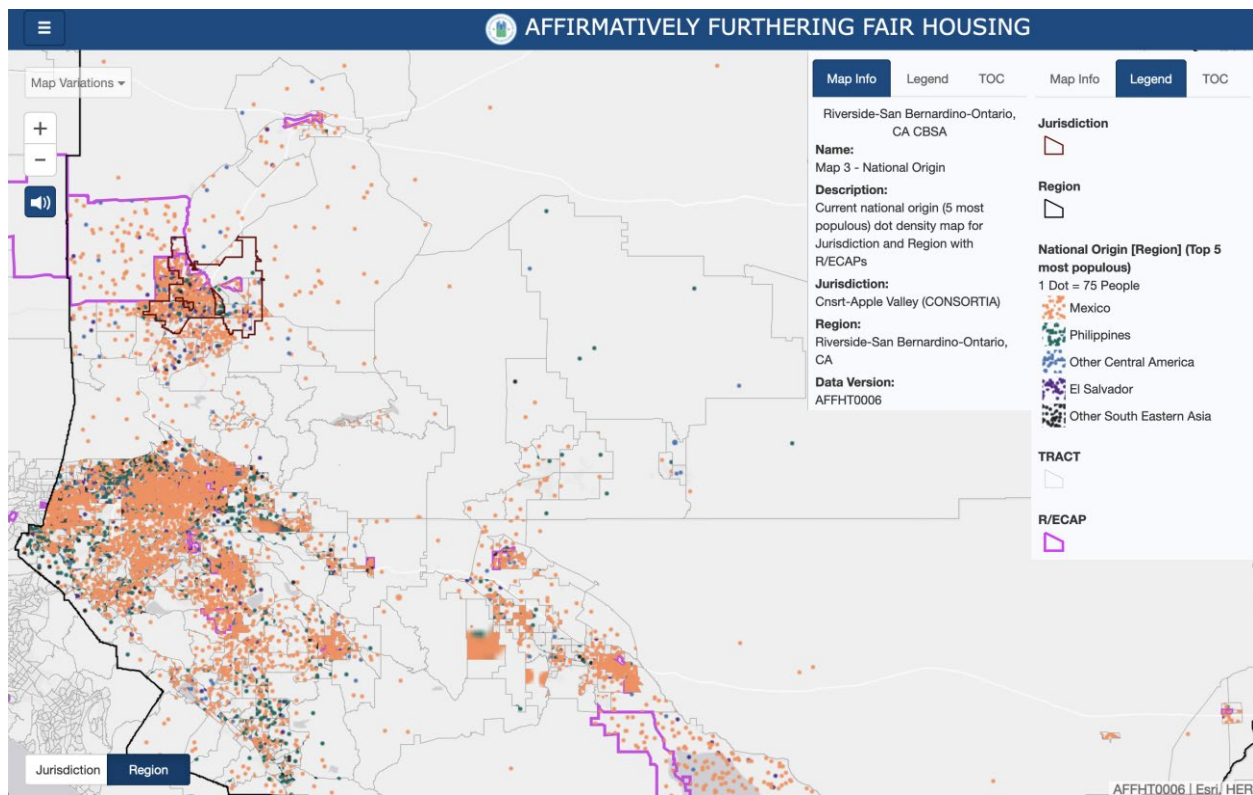 AFFIRMATIVELY FURTHERING FAIR HOUSING
Map Variations
+
−
Map Info Legend TOC
Riverside-San Bernardino-Ontario,
CA CBSA
Name:
Map 3 - National Origin
Description:
Current national origin (5 most
populous) dot density map for
Jurisdiction and Region with
R/ECAPs
Jurisdiction:
Cnsrt-Apple Valley (CONSORTIA)
Region:
Riverside-San Bernardino-Ontario,
CA
Data Version:
AFFHT0006
Map Info Legend TOC
Jurisdiction
Region
National Origin [Region] (Top 5
most populous)
1 Dot = 75 People
Mexico
Philippines
Other Central America
El Salvador
Other South Eastern Asia
TRACT
R/ECAP
Jurisdiction Region
AFFHT0006 | Esri, HER